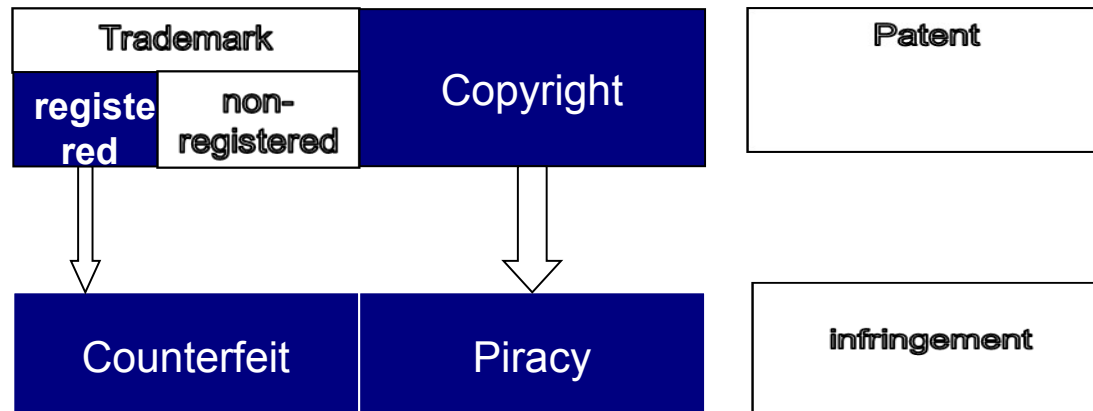 Trademark
registe
red
non-
registered
Copyright
Patent
Counterfeit
Piracy
infringement